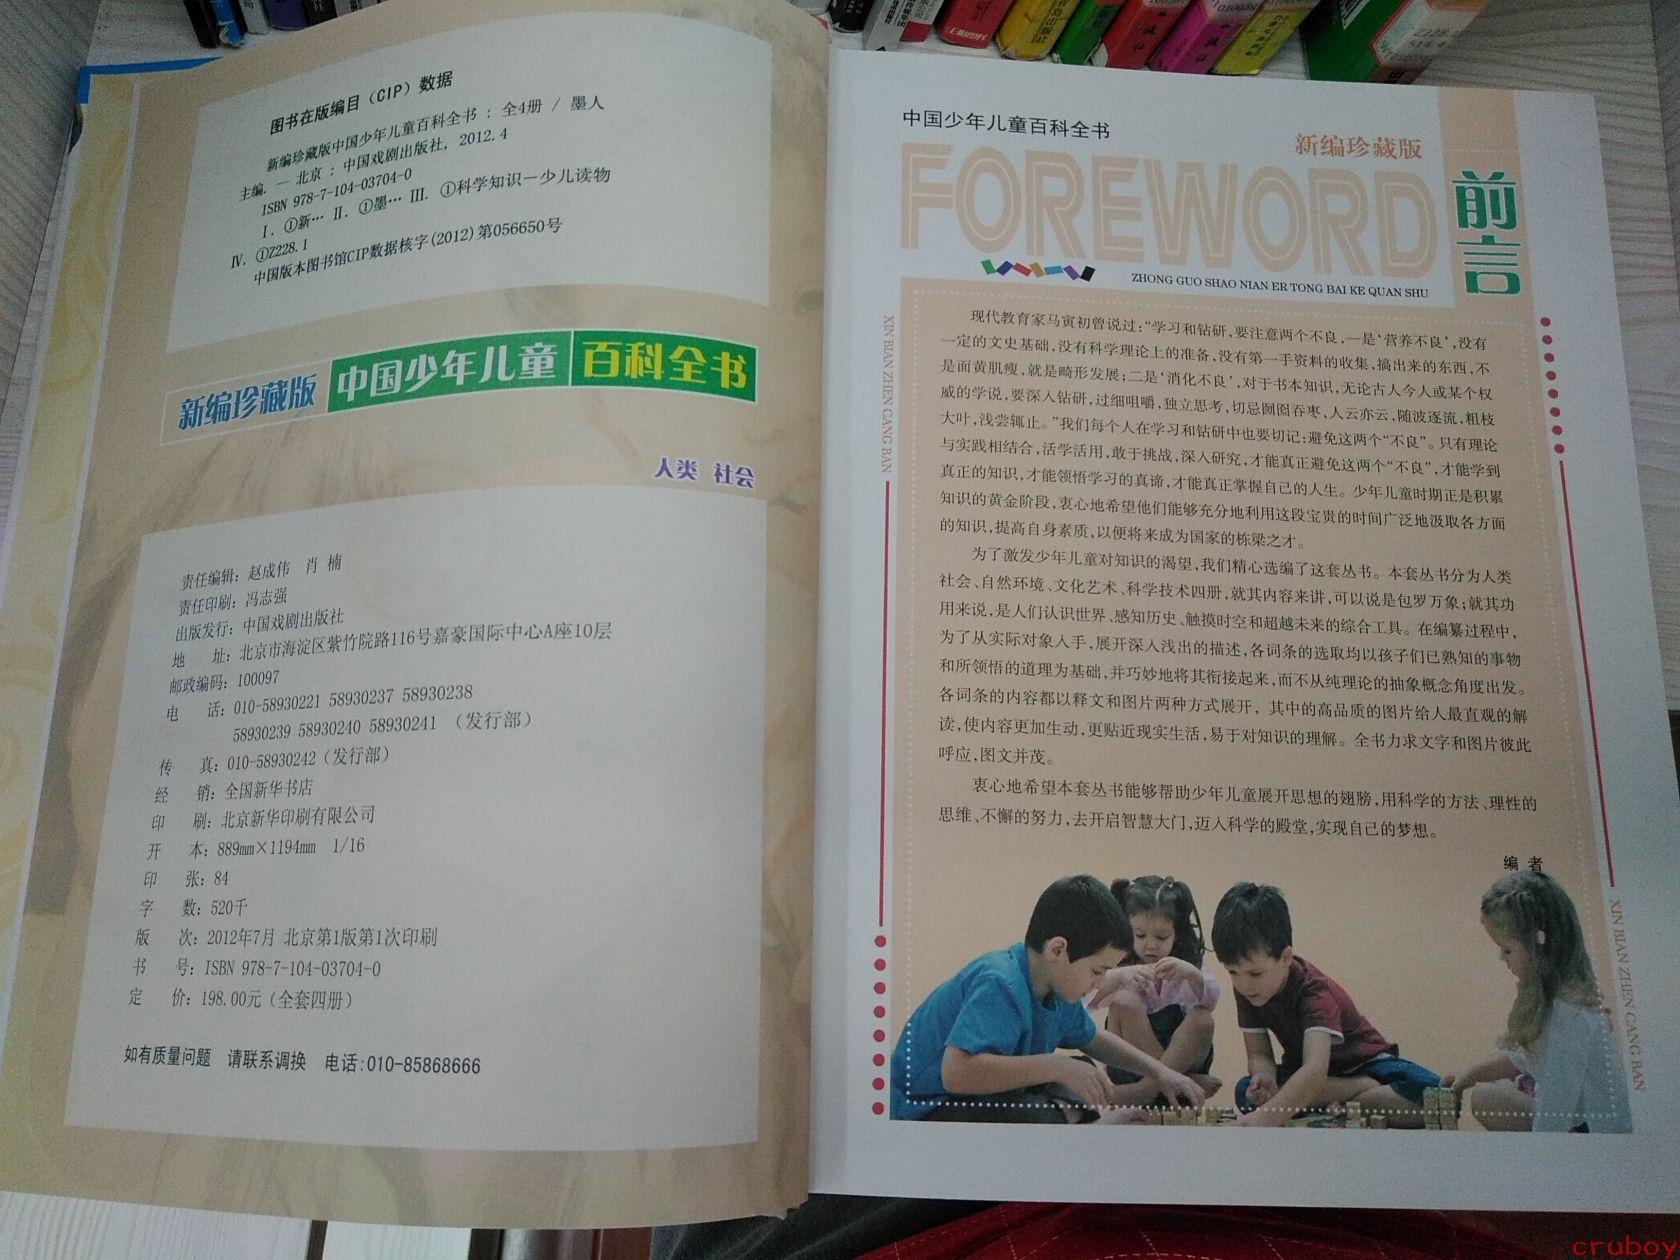 图书在版编目（CIP）数据
新编珍藏版中国少年儿童百科全书：全4册 / 墨人
主编. — 北京：中国戏剧出版社, 2012.4
ISBN 978-7-104-03704-0
Ⅰ. ①新… Ⅱ. ①墨… Ⅲ. ①科学知识－少儿读物
Ⅳ. ①Z228.1
中国版本图书馆CIP数据核字(2012)第056650号
新编珍藏版 中国少年儿童 百科全书
人类 社会
责任编辑：赵成伟 肖 楠
责任印刷：冯志强
出版发行：中国戏剧出版社
地 址：北京市海淀区紫竹院路116号嘉豪国际中心A座10层
邮政编码：100097
电 话：010-58930221 58930237 58930238
58930239 58930240 58930241 （发行部）
传 真：010-58930242（发行部）
经 销：全国新华书店
印 刷：北京新华印刷有限公司
开 本：889mm×1194mm 1/16
印 张：84
字 数：520千
版 次：2012年7月 北京第1版第1次印刷
书 号：ISBN 978-7-104-03704-0
定 价：198.00元（全套四册）
如有质量问题 请联系调换 电话:010-85868666
中国少年儿童百科全书
新编珍藏版
FOREWORD
前言
ZHONG GUO SHAO NIAN ER TONG BAI KE QUAN SHU
XIN BIAN ZHEN CANG BAN
现代教育家马寅初曾说过：“学习和钻研，要注意两个不良，一是‘营养不良’，没有
一定的文史基础，没有科学理论上的准备，没有第一手资料的收集，搞出来的东西，不
是面黄肌瘦，就是畸形发展；二是‘消化不良’，对于书本知识，无论古人今人或某个权
威的学说，要深入钻研，过细咀嚼，独立思考，切忌囫囵吞枣，人云亦云，随波逐流，粗枝
大叶，浅尝辄止。”我们每个人在学习和钻研中也要切记：避免这两个“不良”。只有理论
与实践相结合，活学活用，敢于挑战，深入研究，才能真正避免这两个“不良”，才能学到
真正的知识，才能领悟学习的真谛，才能真正掌握自己的人生。少年儿童时期正是积累
知识的黄金阶段，衷心地希望他们能够充分地利用这段宝贵的时间广泛地汲取各方面
的知识，提高自身素质，以便将来成为国家的栋梁之才。
为了激发少年儿童对知识的渴望，我们精心选编了这套丛书。本套丛书分为人类
社会、自然环境、文化艺术、科学技术四册，就其内容来讲，可以说是包罗万象；就其功
用来说，是人们认识世界、感知历史、触摸时空和超越未来的综合工具。在编纂过程中，
为了从实际对象入手，展开深入浅出的描述，各词条的选取均以孩子们已熟知的事物
和所领悟的道理为基础，并巧妙地将其衔接起来，而不从纯理论的抽象概念角度出发。
各词条的内容都以释文和图片两种方式展开，其中的高品质的图片给人最直观的解
读，使内容更加生动，更贴近现实生活，易于对知识的理解。全书力求文字和图片彼此
呼应，图文并茂。
衷心地希望本套丛书能够帮助少年儿童展开思想的翅膀，用科学的方法、理性的
思维、不懈的努力，去开启智慧大门，迈入科学的殿堂，实现自己的梦想。
编 者
XIN BIAN ZHEN CANG BAN
cruboy